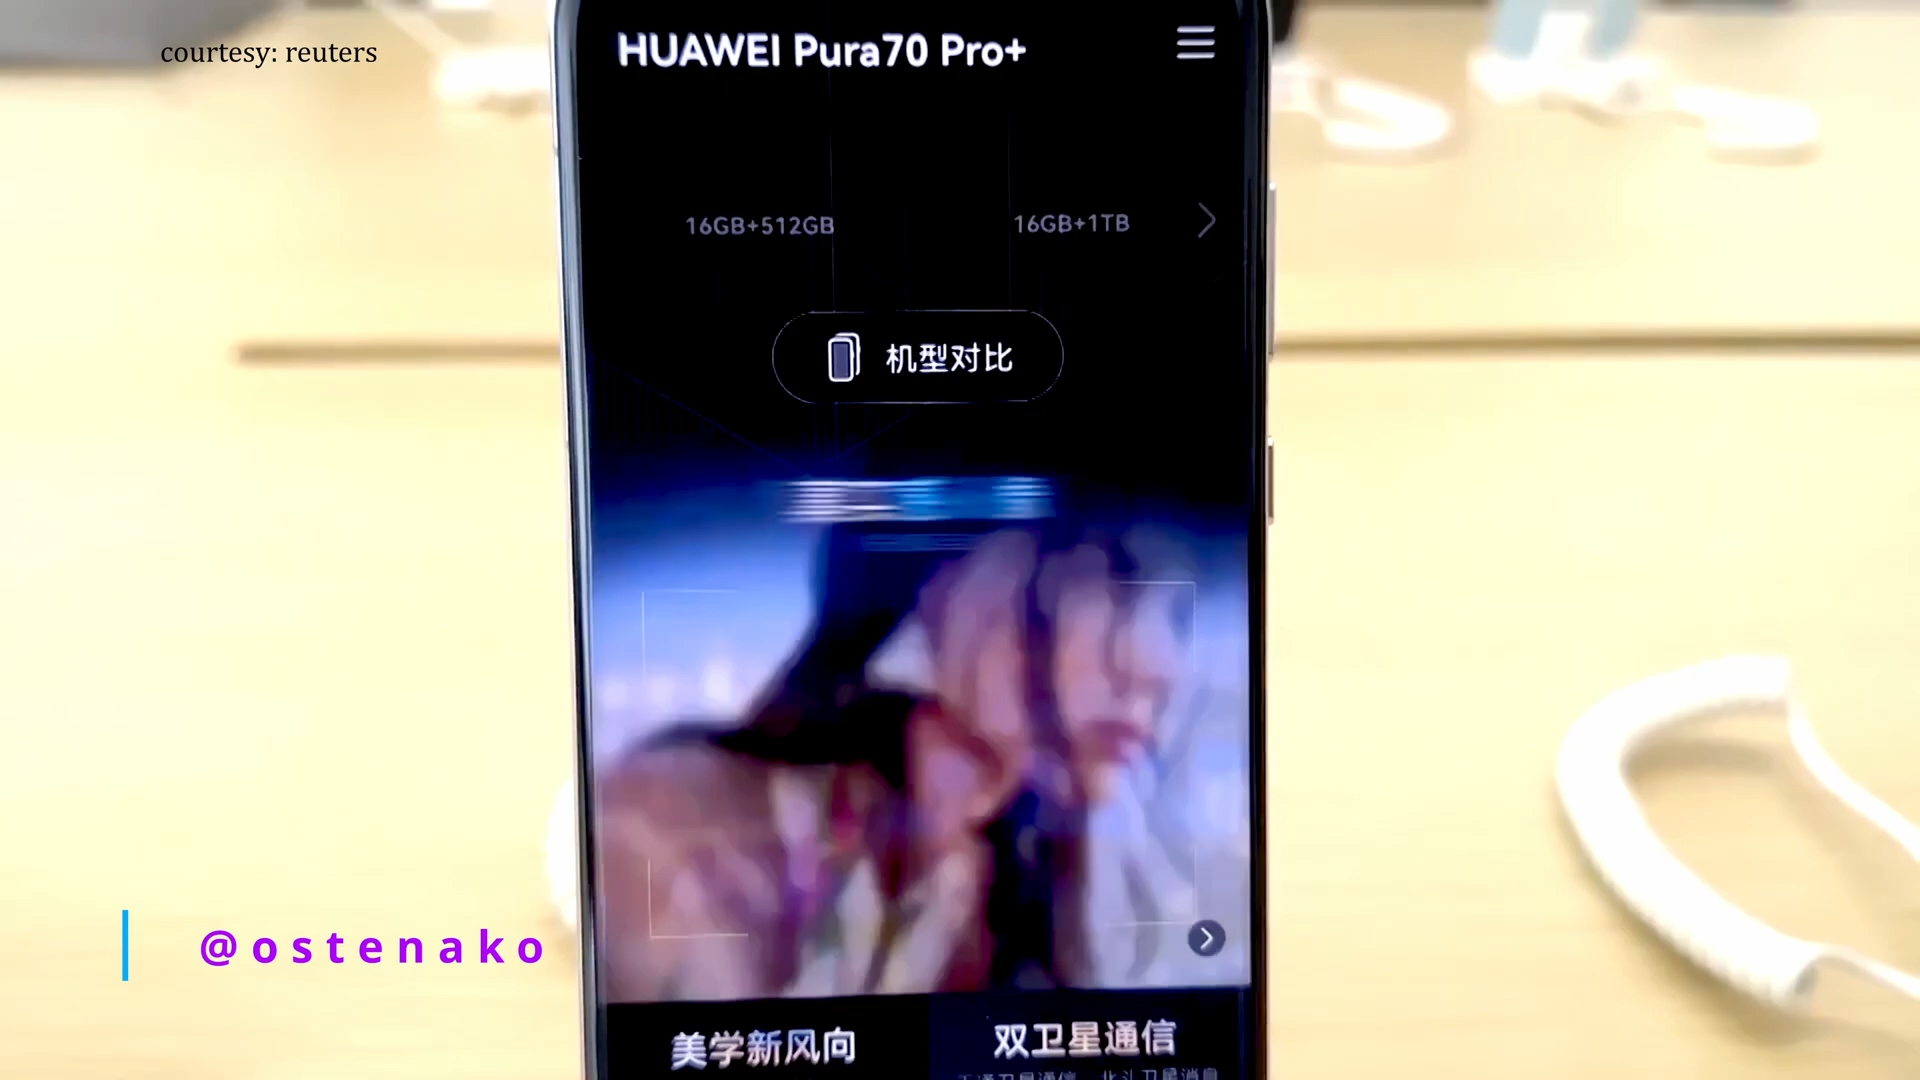 courtesy: reuters
HUAWEI Pura70 Pro+
16GB+512GB
16GB+1TB
机型对比
@ostenako
美学新风向
双卫星通信